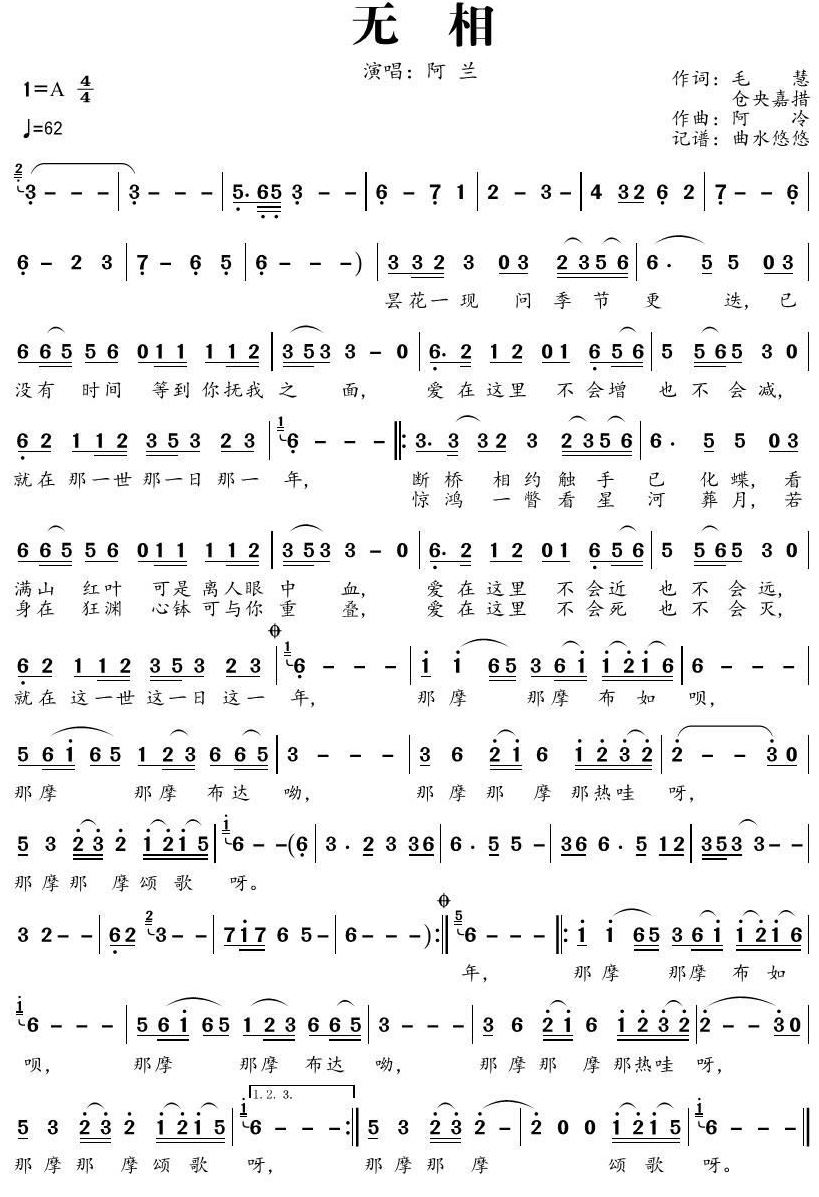 无 相
演唱：阿 兰
1=A 4/4
♩=62
作词：毛 慧
仓央嘉措
作曲：阿 冷
记谱：曲水悠悠
2 3 - - - | 3 - - - | 5. 65 3 - - | 6 - 7 1 | 2 - 3 - | 4 32 6 2 | 7 - - 6 |
6 - 2 3 | 7 - 6 5 | 6 - - - ) | 3 32 3 03 2356 | 6 . 5 5 03 |
昙花一现 问季节更 迭，已
6 65 56 011 112 | 353 3 - 0 | 6. 2 12 01 656 | 5 565 30 |
没有 时间 等到你抚我之 面， 爱在这里 不会增 也不会减，
62 112 353 23 | 1 6 - - - ‖: 3. 3 32 3 2356 | 6 . 5 5 03 |
就在那一世那一日那一 年， 断桥 相约触手已 化蝶，看
惊鸿 一瞥看星河葬月，若
6 65 56 011 112 | 353 3 - 0 | 6. 2 12 01 656 | 5 565 30 |
满山 红叶 可是离人眼中 血， 爱在这里 不会近 也不会远，
身在 狂渊 心钵可与你重 叠， 爱在这里 不会死 也不会灭，
62 112 353 23 | 1 6 - - - | 1 1 65 361 1216 | 6 - - - |
就在这一世这一日这一 年， 那摩 那摩布如 呗，
561 65 123 665 | 3 - - - | 3 6 21 6 1232 | 2 - - 30 |
那摩 那摩布达 呦， 那摩那 摩那热哇 呀，
5 3 23 2 1215 | 1 6 - - (6 | 3 . 2 3 36 | 6 . 5 5 - | 36 6 . 5 12 | 353 3 - - |
那摩那 摩颂歌 呀。
3 2 - - | 62 2 3 - - | 717 6 5 - | 6 - - - ) :‖ 5 6 - - - ‖: 1 1 65 361 1216 |
年， 那摩 那摩布如
1 6 - - - | 561 65 123 665 | 3 - - - | 3 6 21 6 1232 | 2 - - 30 |
呗， 那摩 那摩布达 呦， 那摩那 摩那热哇 呀，
1. 2. 3.
5 3 23 2 1215 | 1 6 - - - :‖ 5 3 23 2 - | 2 0 0 1215 | 1 6 - - - ‖
那摩那 摩颂歌 呀， 那摩那 摩 颂歌 呀。